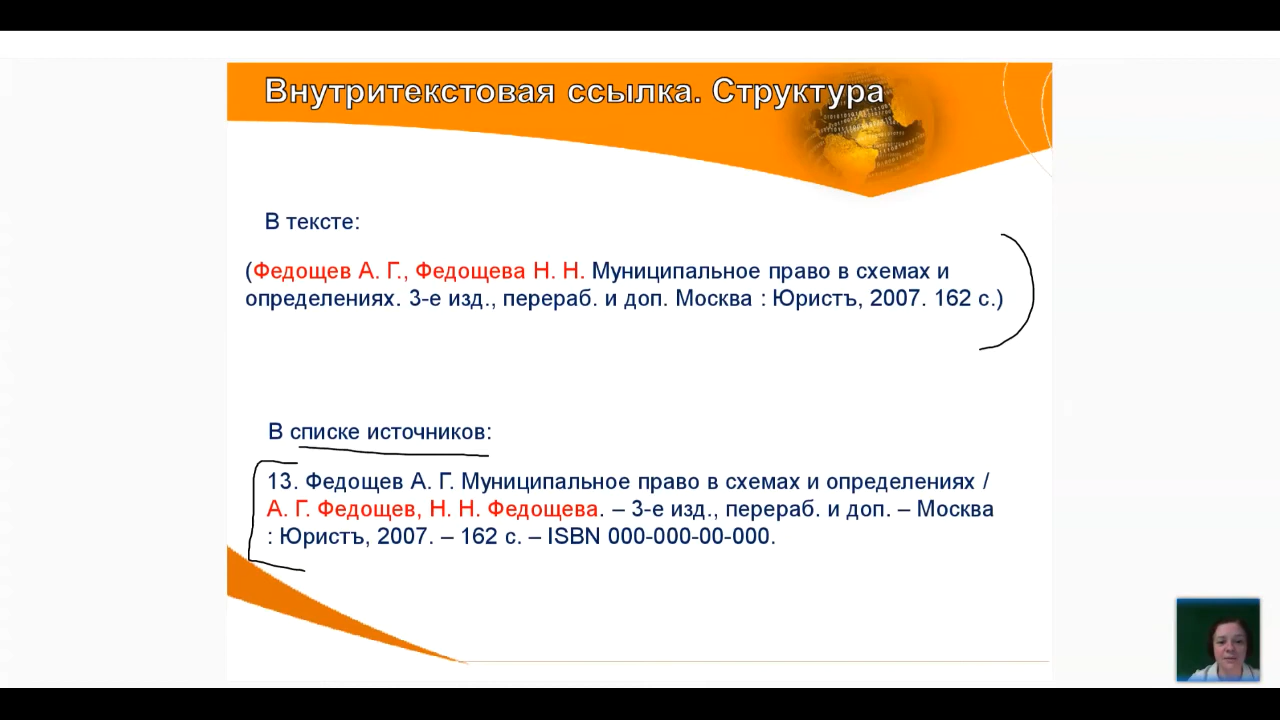 Внутритекстовая ссылка. Структура
В тексте:
(Федощев А. Г., Федощева Н. Н. Муниципальное право в схемах и
определениях. 3-е изд., перераб. и доп. Москва : Юристъ, 2007. 162 с.)
В списке источников:
13. Федощев А. Г. Муниципальное право в схемах и определениях /
А. Г. Федощев, Н. Н. Федощева. – 3-е изд., перераб. и доп. – Москва
: Юристъ, 2007. – 162 с. – ISBN 000-000-00-000.